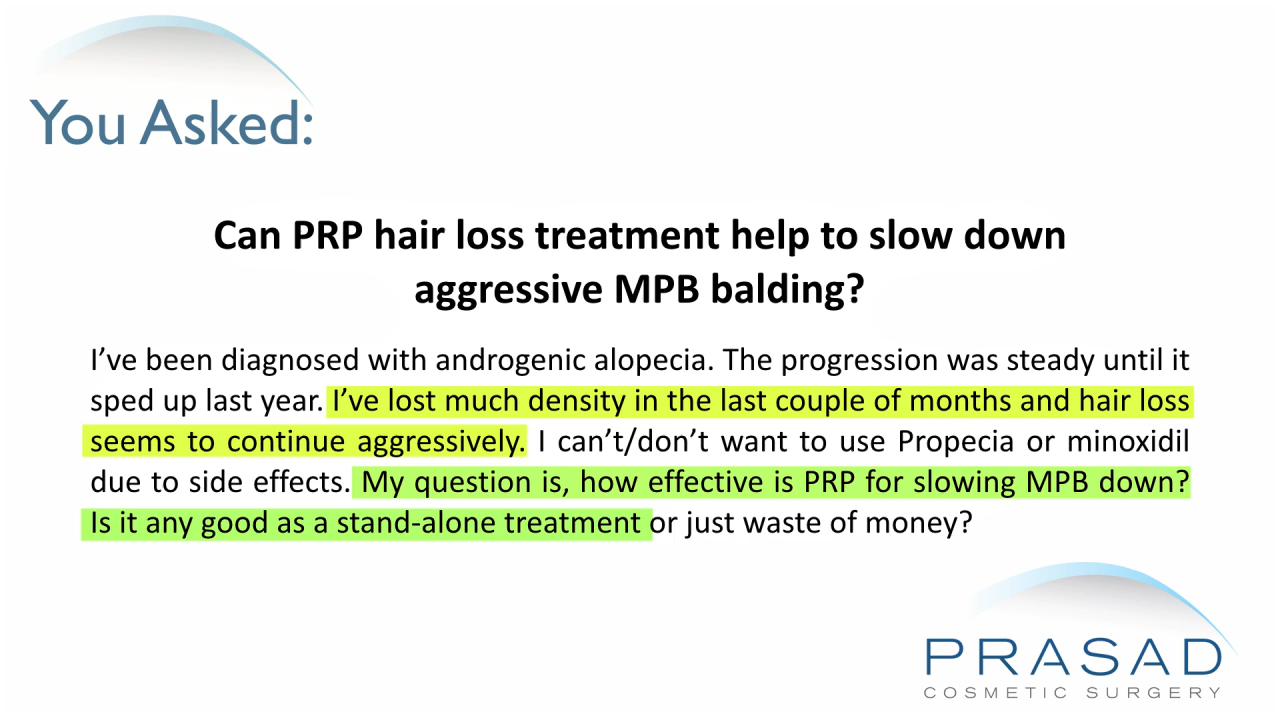 You Asked:
Can PRP hair loss treatment help to slow down
aggressive MPB balding?
I’ve been diagnosed with androgenic alopecia. The progression was steady until it
sped up last year. I’ve lost much density in the last couple of months and hair loss
seems to continue aggressively. I can’t/don’t want to use Propecia or minoxidil
due to side effects. My question is, how effective is PRP for slowing MPB down?
Is it any good as a stand-alone treatment or just waste of money?
PRASAD
COSMETIC SURGERY